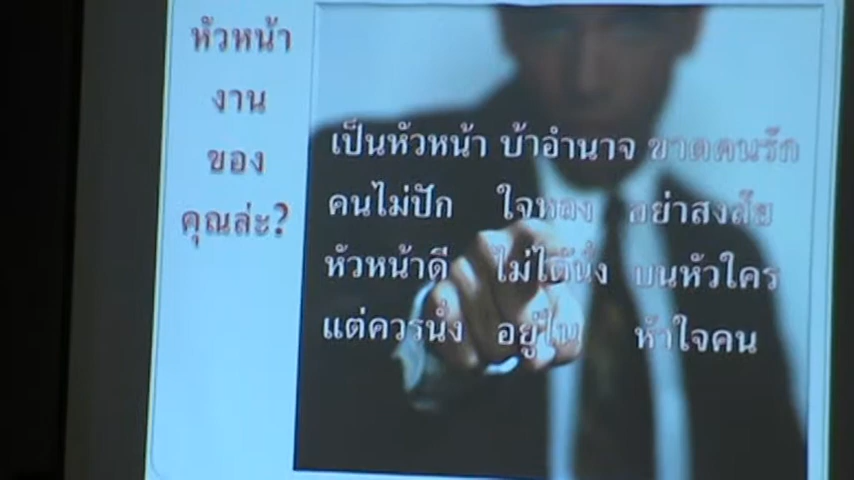 หัวหน้า
งาน
ของ
คุณล่ะ?
เป็นหัวหน้า บ้าอำนาจ ขาดคนรัก
คนไม่ปัก ใจหลง อย่าสงสัย
หัวหน้าดี ไม่ได้นั่ง บนหัวใคร
แต่ควรนั่ง อยู่ใน หัวใจคน